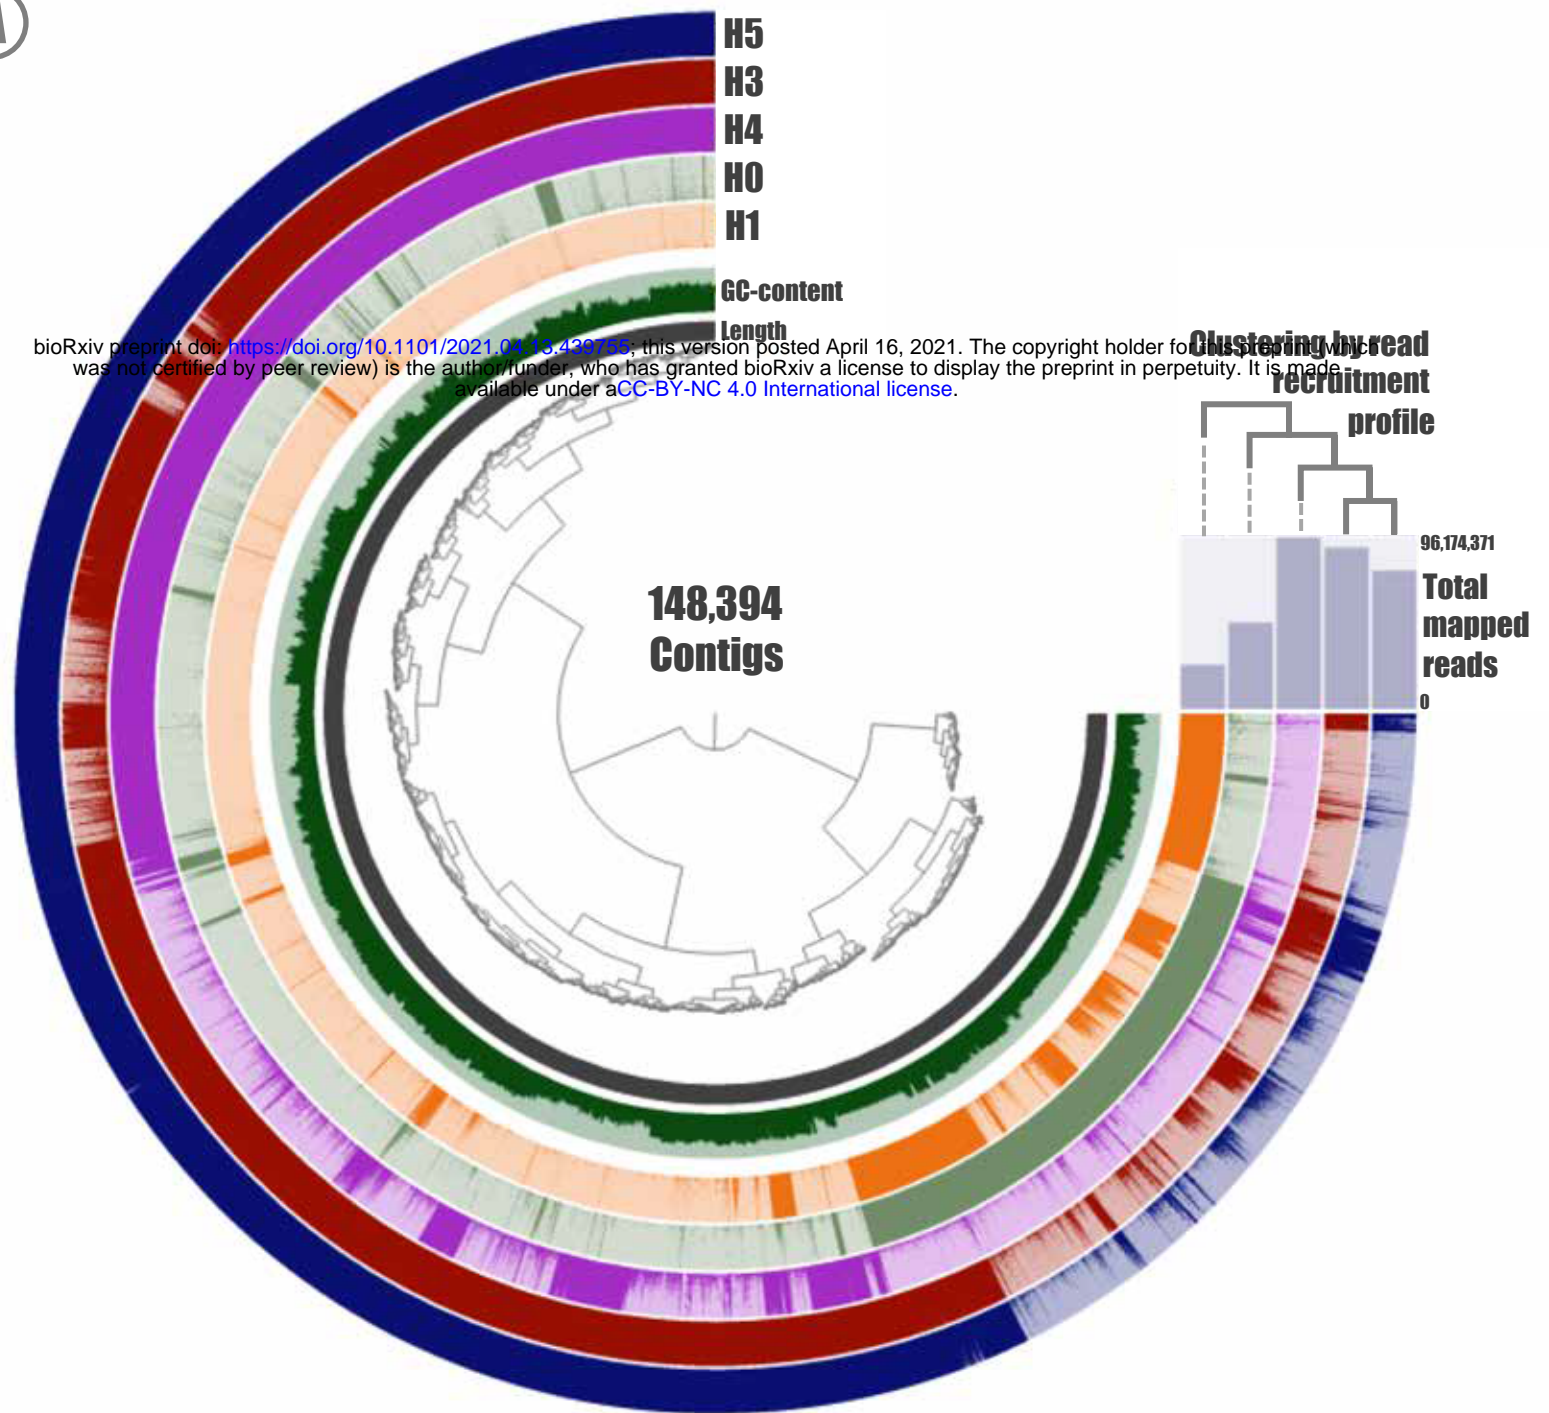 H5
H3
H4
H0
H1
GC-content
Length
bioRxiv preprint doi: https://doi.org/10.1101/2021.04.13.439755; this version posted April 16, 2021. The copyright holder for this preprint (which
was not certified by peer review) is the author/funder, who has granted bioRxiv a license to display the preprint in perpetuity. It is made
available under aCC-BY-NC 4.0 International license.
Clustering by read
recruitment
profile
96,174,371
Total
mapped
reads
0
148,394
Contigs